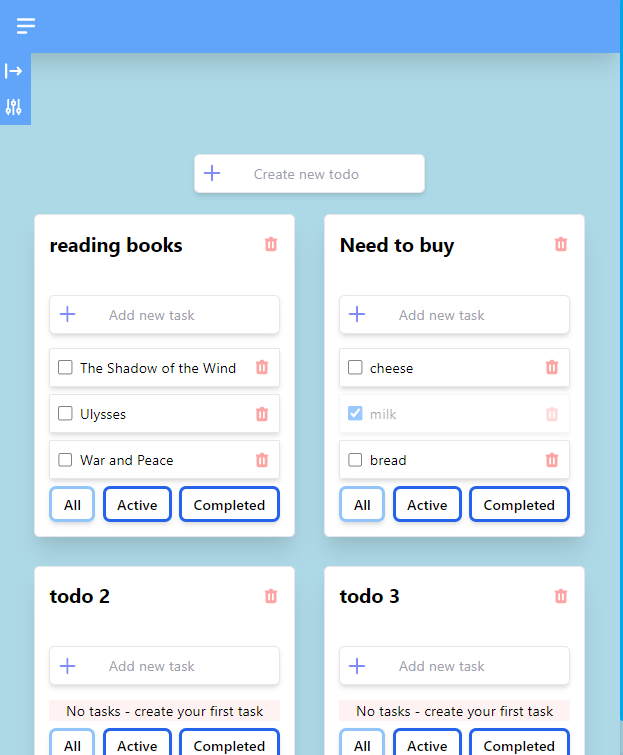 Create new todo
reading books
Need to buy
Add new task
Add new task
The Shadow of the Wind
cheese
Ulysses
milk
War and Peace
bread
All Active Completed
All Active Completed
todo 2
todo 3
Add new task
Add new task
No tasks - create your first task
No tasks - create your first task
All Active Completed
All Active Completed